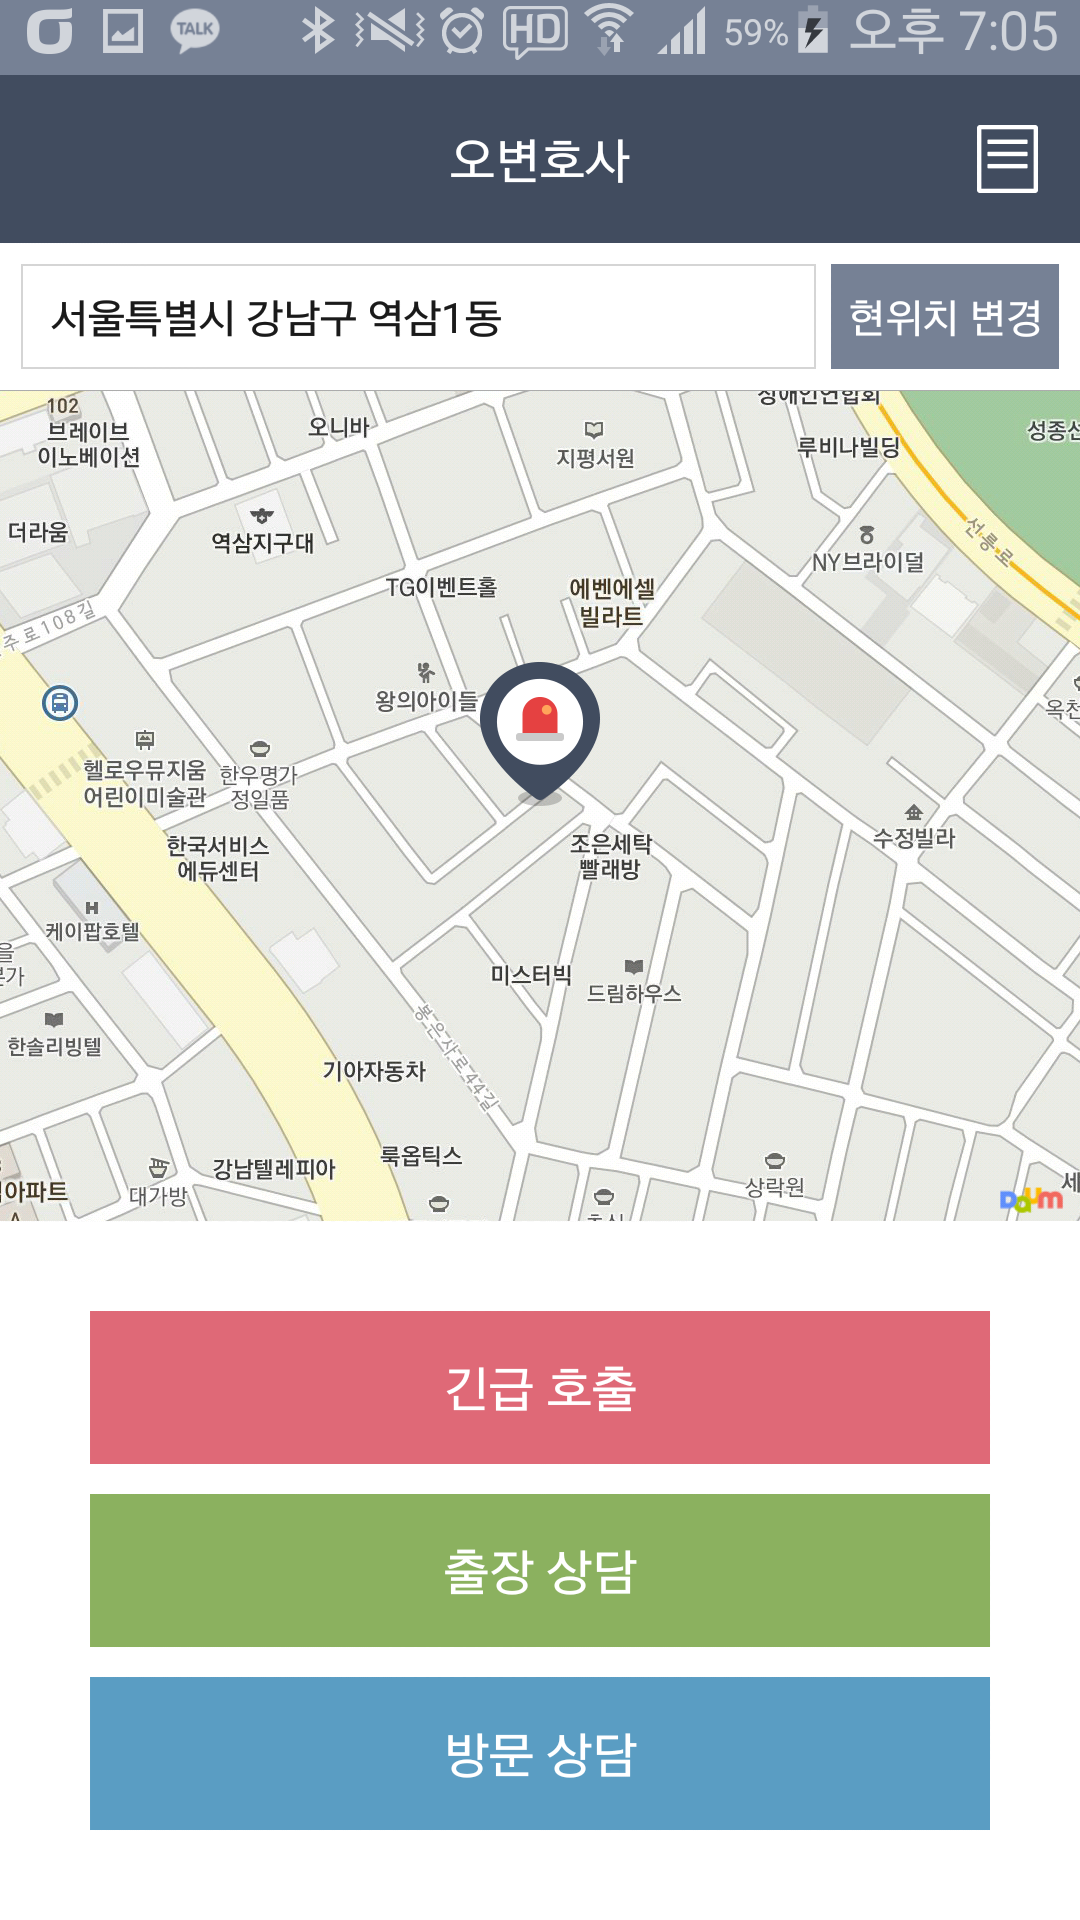 TALK HD 59% 오후 7:05
오변호사
서울특별시 강남구 역삼1동
현위치 변경
102
브레이브
이노베이션
오니바
지평서원
장애인연합회
루비나빌딩
더라움
역삼지구대
TG이벤트홀
에벤에셀
빌라트
NY브라이덜
선릉로
주로108길
왕의아이들
옥천
헬로우뮤지움
어린이미술관
한우명가
정일품
한국서비스
에듀센터
조은세탁
빨래방
수정빌라
케이팝호텔
미스터빅
드림하우스
한솔리빙텔
기아자동차
봉은사로44길
강남텔레피아
룩옵틱스
대가방
상락원
아파트
세
Daum
긴급 호출
출장 상담
방문 상담